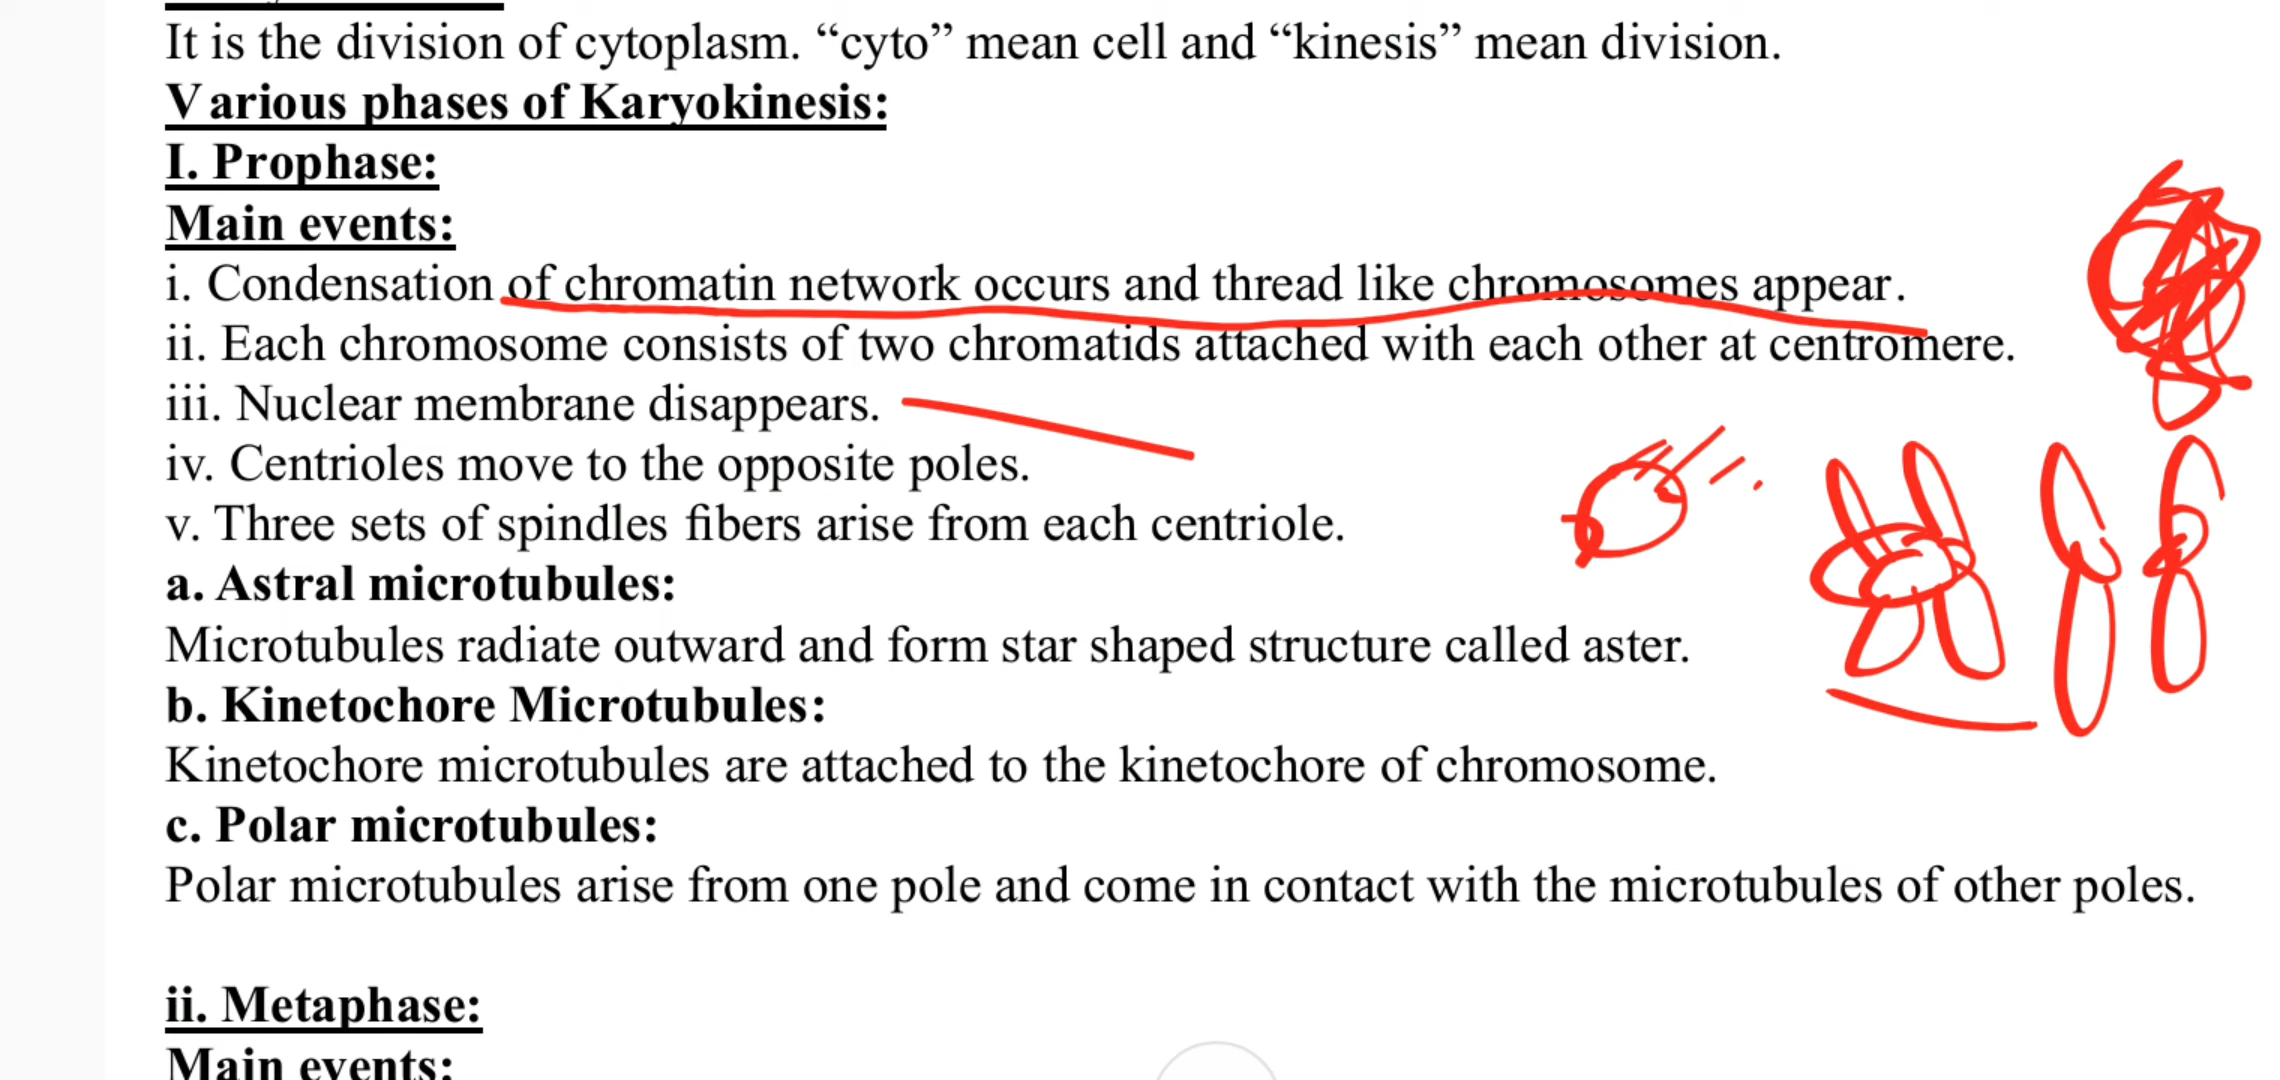 It is the division of cytoplasm. “cyto” mean cell and “kinesis” mean division.
Various phases of Karyokinesis:
I. Prophase:
Main events:
i. Condensation of chromatin network occurs and thread like chromosomes appear.
ii. Each chromosome consists of two chromatids attached with each other at centromere.
iii. Nuclear membrane disappears.
iv. Centrioles move to the opposite poles.
v. Three sets of spindles fibers arise from each centriole.
a. Astral microtubules:
Microtubules radiate outward and form star shaped structure called aster.
b. Kinetochore Microtubules:
Kinetochore microtubules are attached to the kinetochore of chromosome.
c. Polar microtubules:
Polar microtubules arise from one pole and come in contact with the microtubules of other poles.
ii. Metaphase:
Main events: